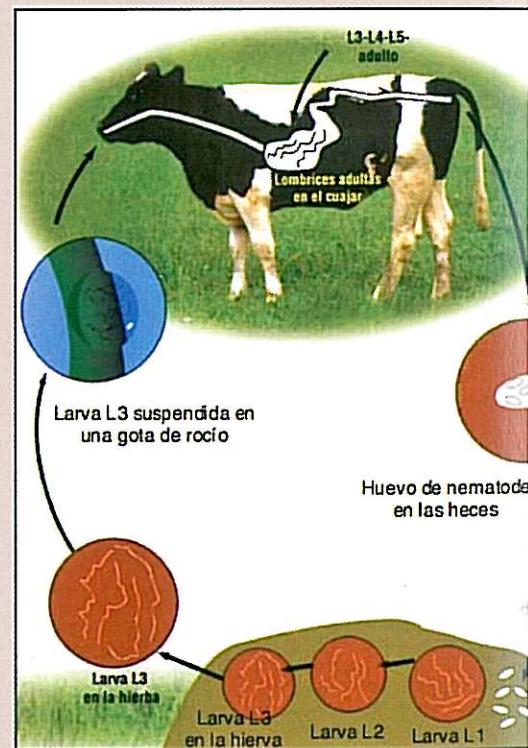 L3-L4-L5-
adulto
Lombrices adultas
en el cuajar
Larva L3 suspendida en
una gota de rocío
Huevo de nematode
en las heces
Larva L3
en la hierba
Larva L3
en la hierva
Larva L2
Larva L1